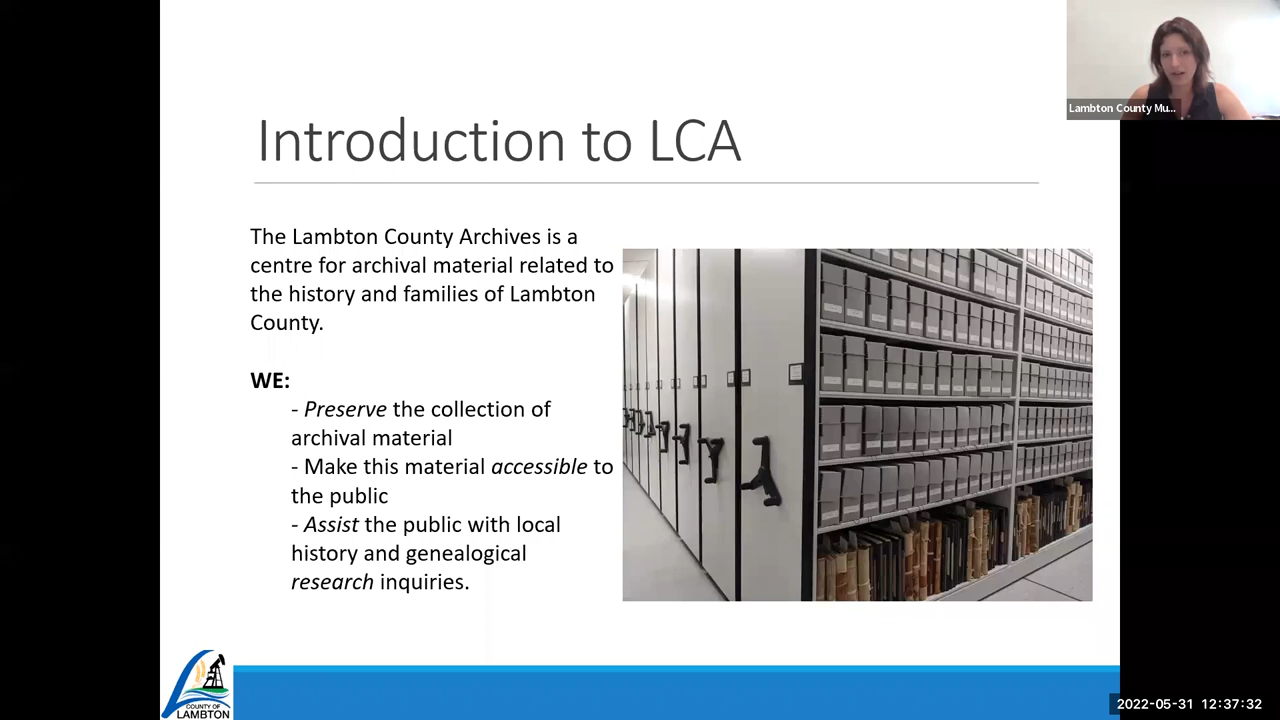 Lambton County Mu...
Introduction to LCA
The Lambton County Archives is a
centre for archival material related to
the history and families of Lambton
County.
WE:
- Preserve the collection of
archival material
- Make this material accessible to
the public
- Assist the public with local
history and genealogical
research inquiries.
COUNTY OF
LAMBTON
2022-05-31 12:37:32